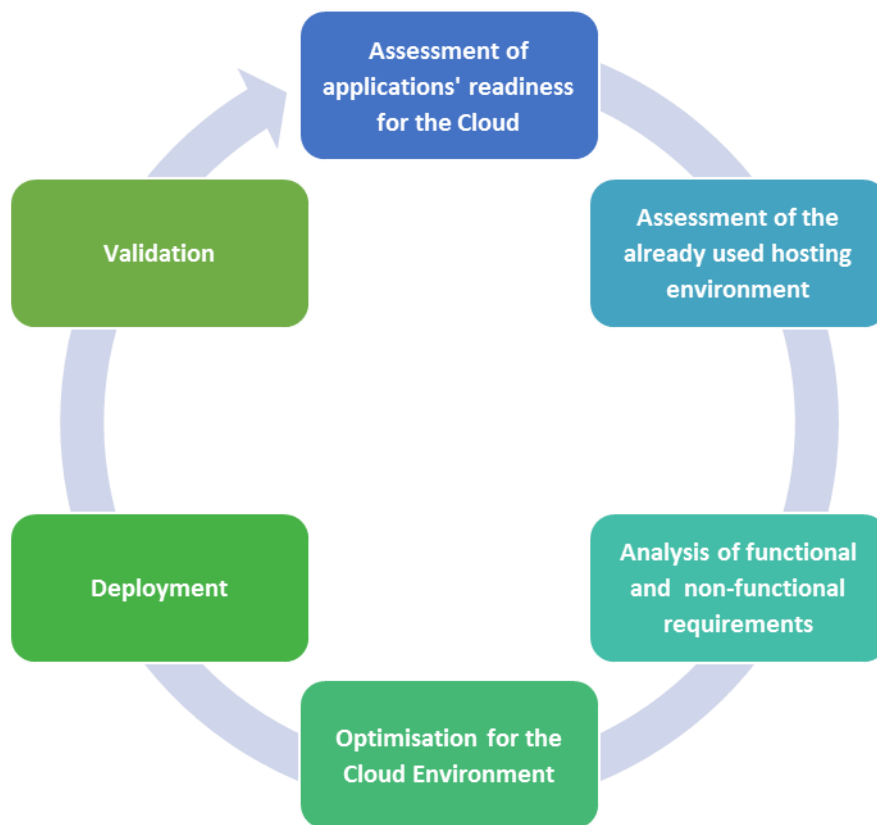 Assessment of
applications' readiness
for the Cloud
Assessment of the
already used hosting
environment
Analysis of functional
and non-functional
requirements
Optimisation for the
Cloud Environment
Deployment
Validation